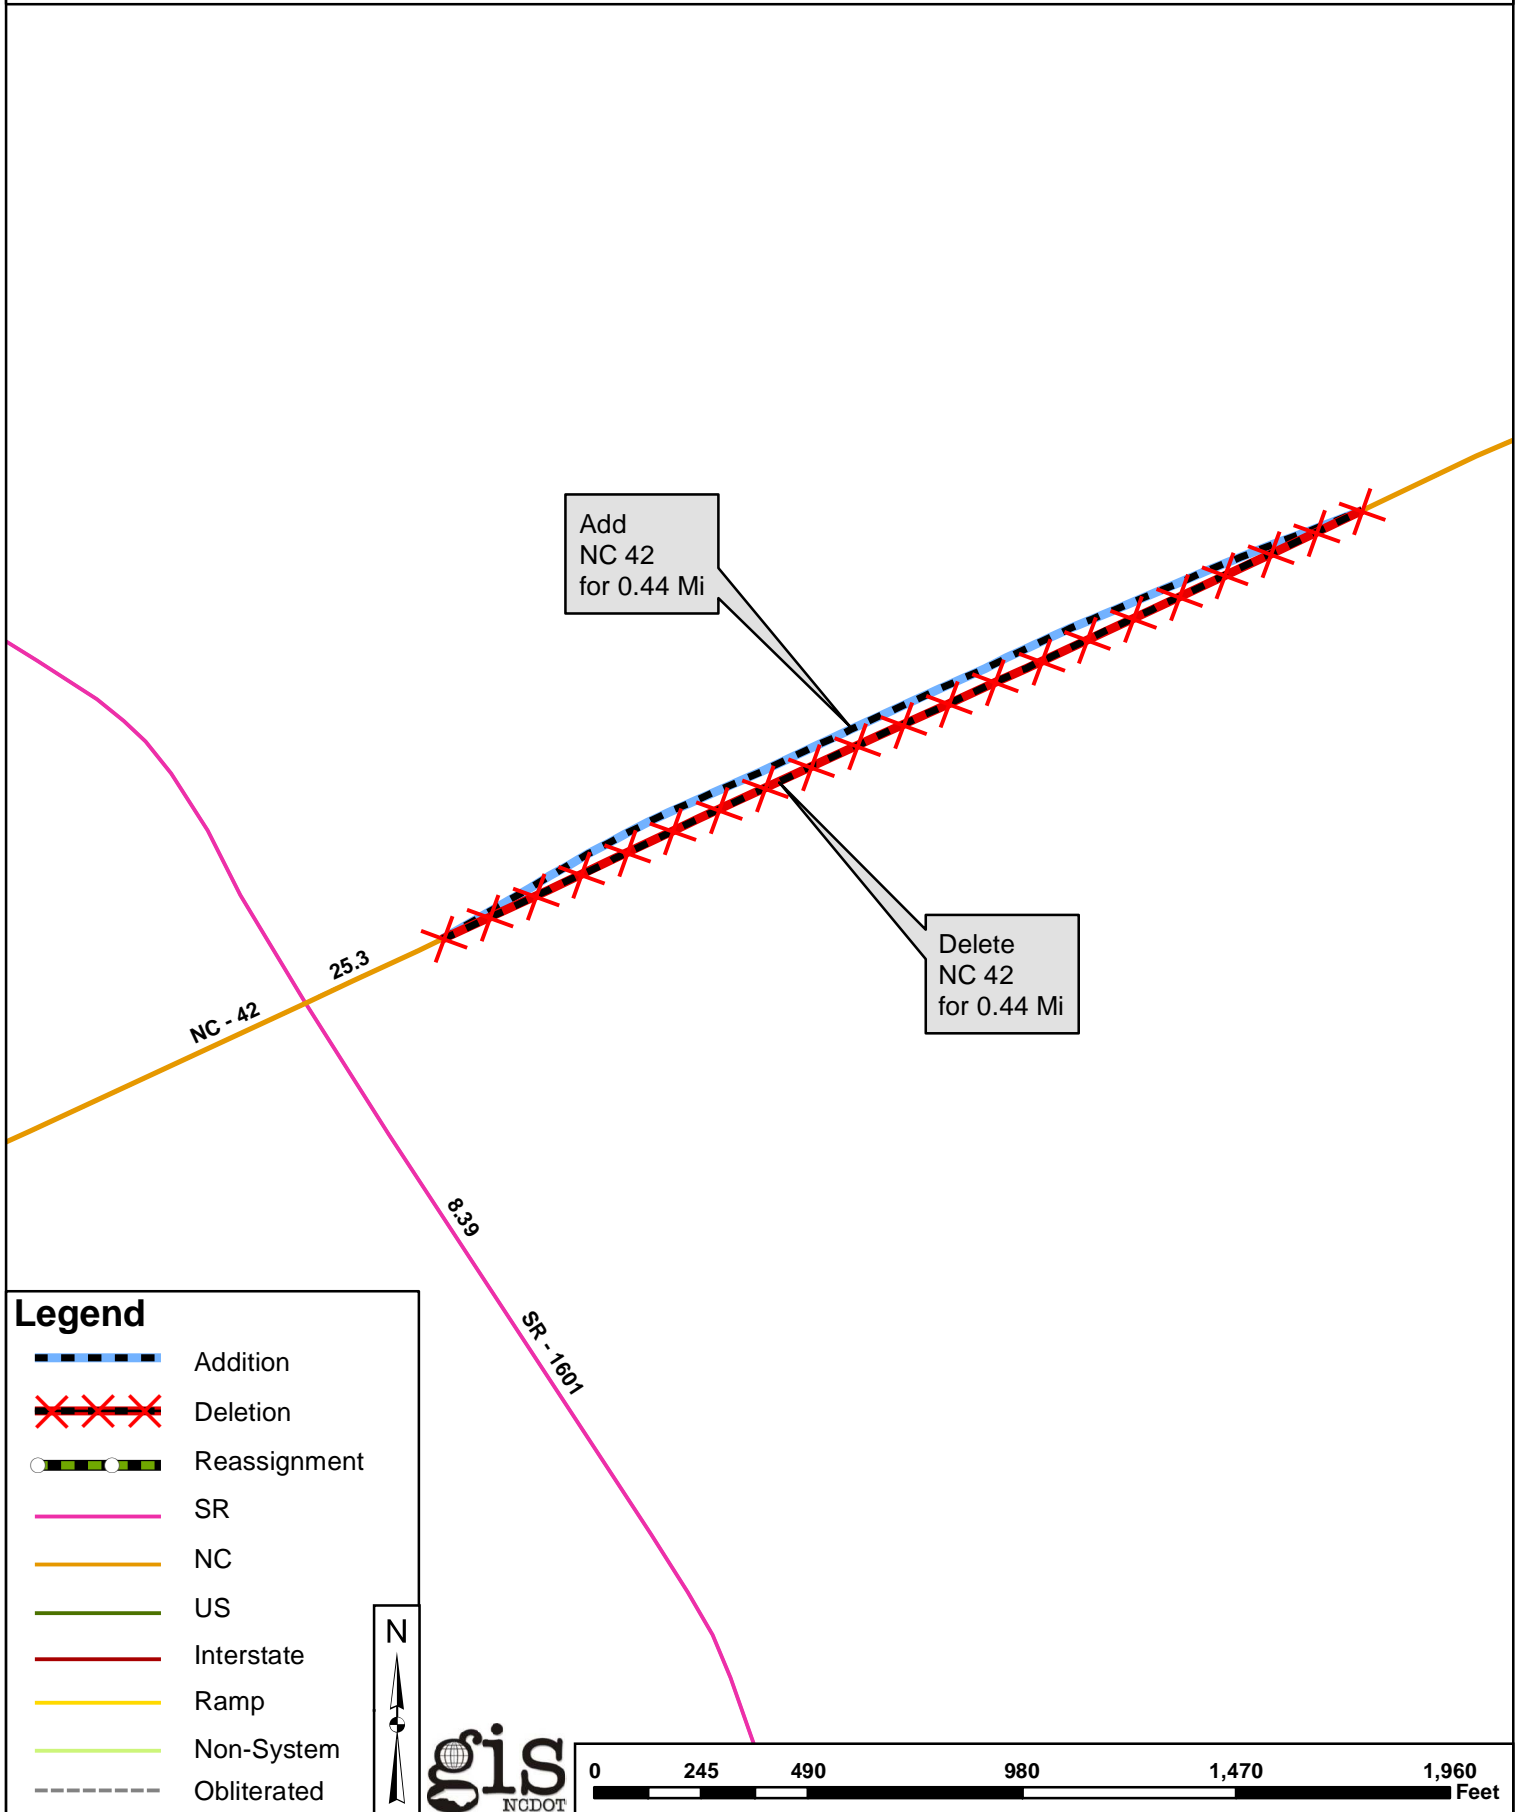 Add
NC 42
for 0.44 Mi
Delete
NC 42
for 0.44 Mi
25.3
NC - 42
8.39
SR - 1601
Legend
Addition
Deletion
Reassignment
SR
NC
US
Interstate
Ramp
Non-System
Obliterated
N
gis
NCDOT
0 245 490 980 1,470 1,960
Feet